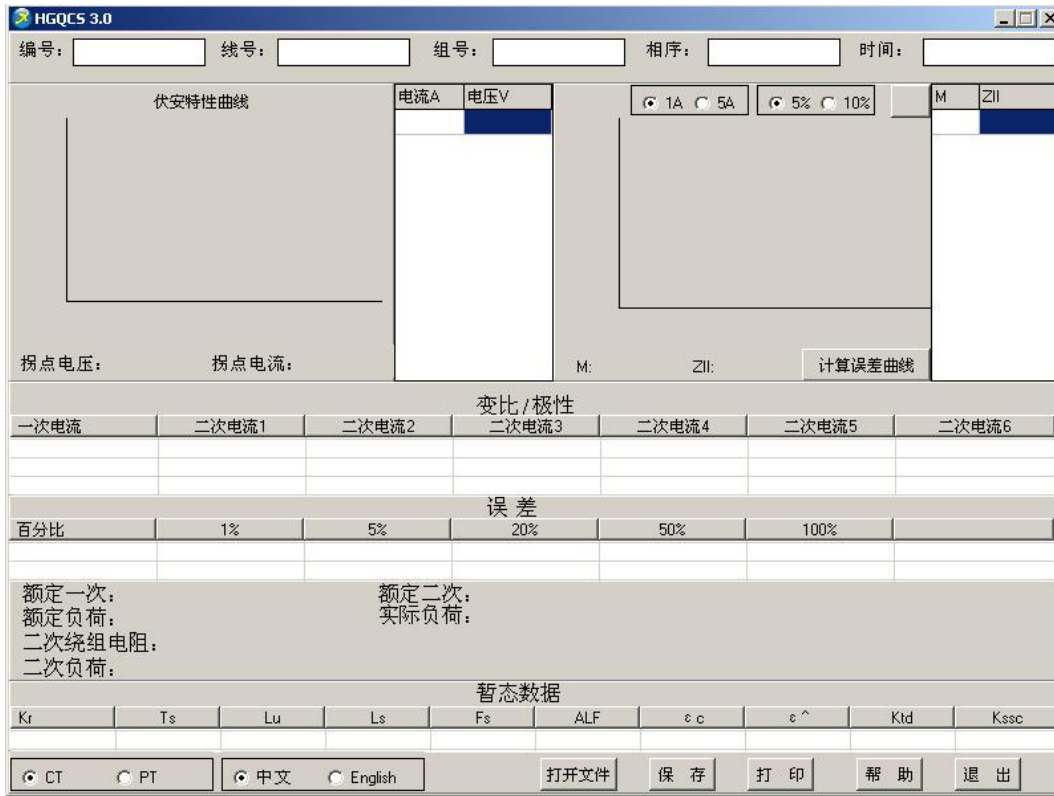 HGQCS 3.0
编号: 线号: 组号: 相序: 时间:
伏安特性曲线 电流A 电压V 1A 5A 5% 10% M ZII
拐点电压: 拐点电流: M: ZII: 计算误差曲线
变比/极性
一次电流 二次电流1 二次电流2 二次电流3 二次电流4 二次电流5 二次电流6
误 差
百分比 1% 5% 20% 50% 100%
额定一次: 额定二次:
额定负荷: 实际负荷:
二次绕组电阻:
二次负荷:
暂态数据
Kr Ts Lu Ls Fs ALF ε c ε ^ Ktd Kssc
CT PT 中文 English 打开文件 保 存 打 印 帮 助 退 出